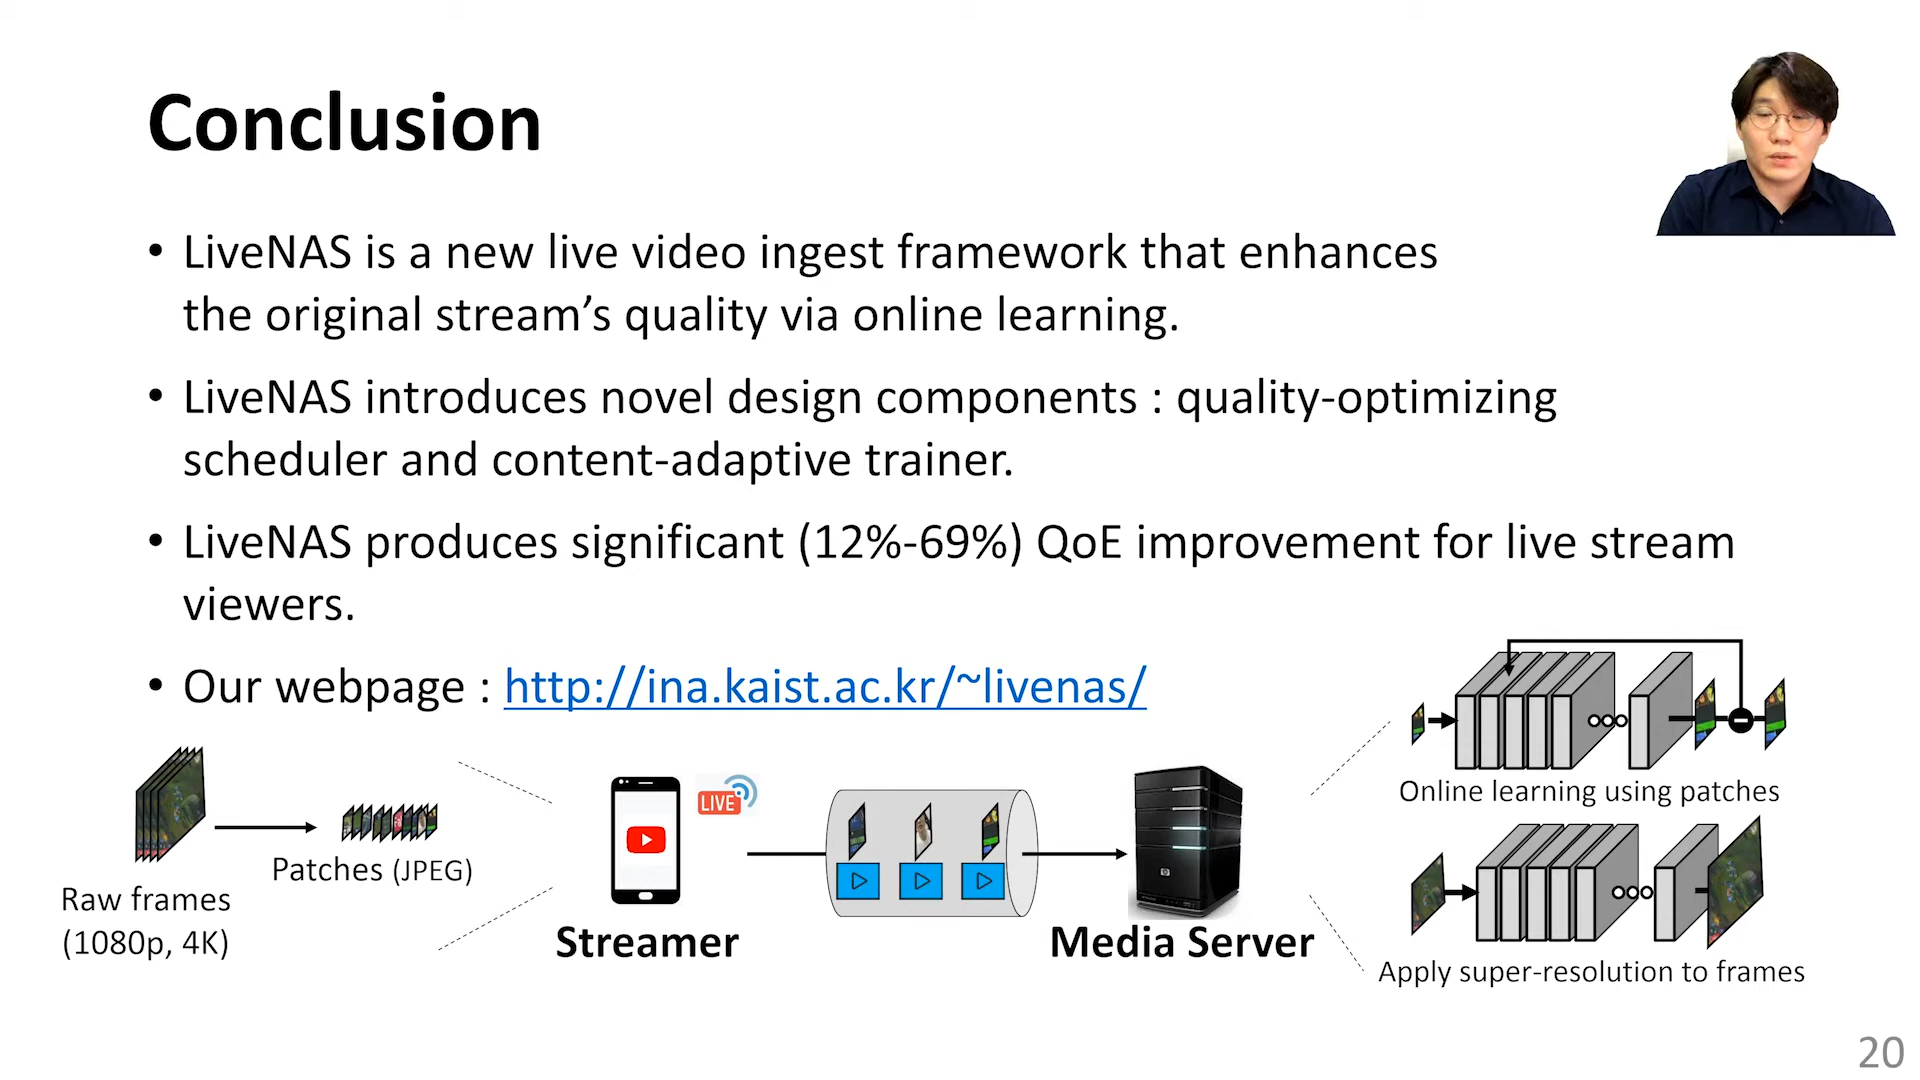 Conclusion
• LiveNAS is a new live video ingest framework that enhances
the original stream’s quality via online learning.
• LiveNAS introduces novel design components : quality-optimizing
scheduler and content-adaptive trainer.
• LiveNAS produces significant (12%-69%) QoE improvement for live stream
viewers.
• Our webpage : http://ina.kaist.ac.kr/~livenas/
Raw frames
(1080p, 4K)
Patches (JPEG)
LIVE
Streamer
Media Server
Online learning using patches
Apply super-resolution to frames
20